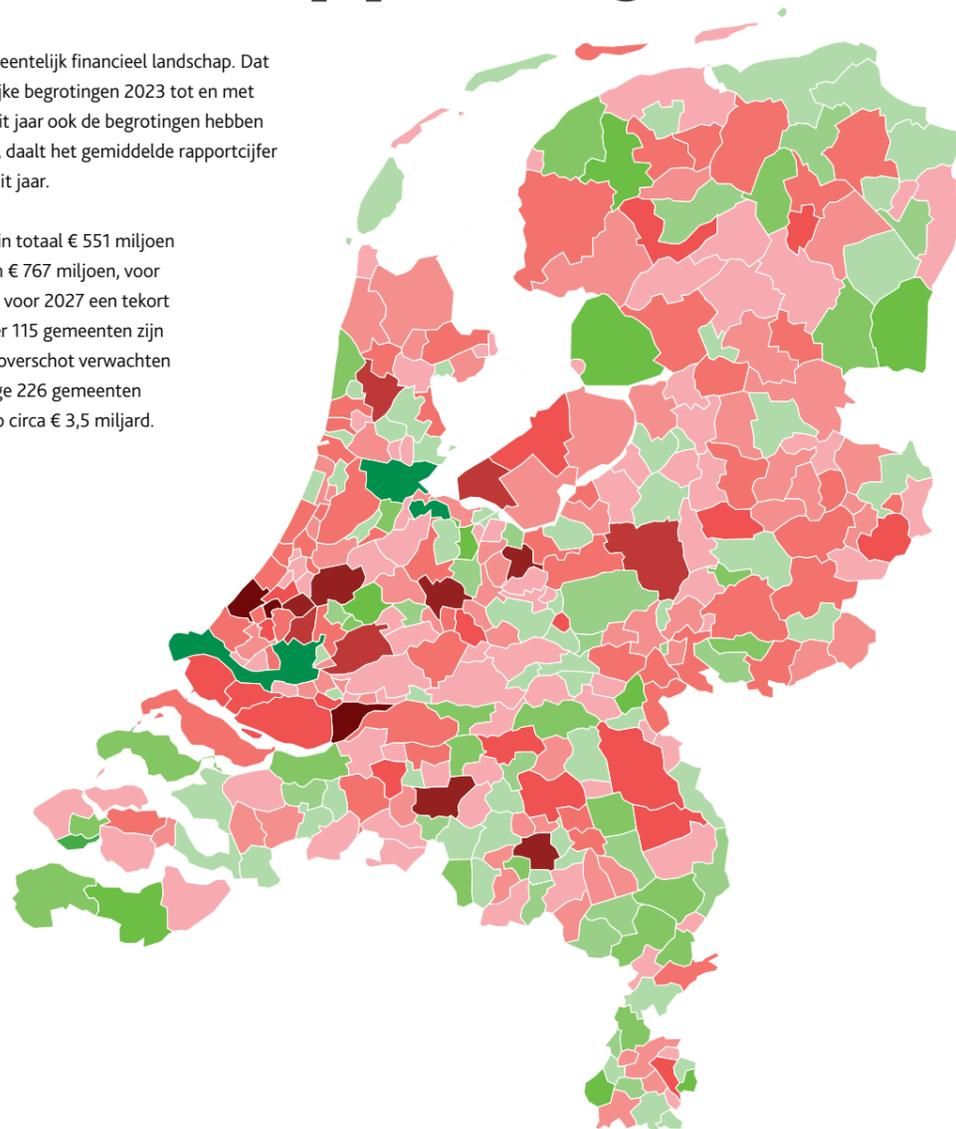 eentelijk financieel landschap. Dat
jke begrotingen 2023 tot en met
it jaar ook de begrotingen hebben
, daalt het gemiddelde rapportcijfer
it jaar.
in totaal € 551 miljoen
n € 767 miljoen, voor
voor 2027 een tekort
er 115 gemeenten zijn
overschot verwachten
ge 226 gemeenten
p circa € 3,5 miljard.